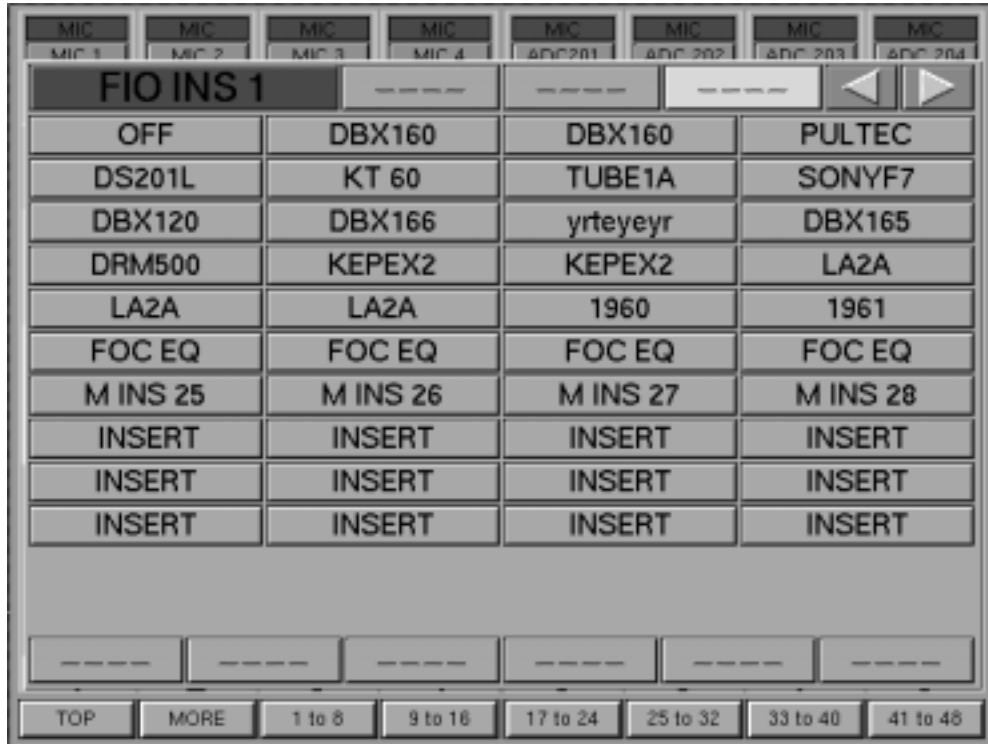 MIC MIC MIC MIC MIC MIC MIC MIC
MIC 1 MIC 2 MIC 3 MIC 4 ADC201 ADC 202 ADC 203 ADC 204
FIO INS 1 ---- ---- ----
OFF DBX160 DBX160 PULTEC
DS201L KT 60 TUBE1A SONYF7
DBX120 DBX166 yrteyeyr DBX165
DRM500 KEPEX2 KEPEX2 LA2A
LA2A LA2A 1960 1961
FOC EQ FOC EQ FOC EQ FOC EQ
M INS 25 M INS 26 M INS 27 M INS 28
INSERT INSERT INSERT INSERT
INSERT INSERT INSERT INSERT
INSERT INSERT INSERT INSERT
---- ---- ---- ---- ---- ----
TOP MORE 1 to 8 9 to 16 17 to 24 25 to 32 33 to 40 41 to 48